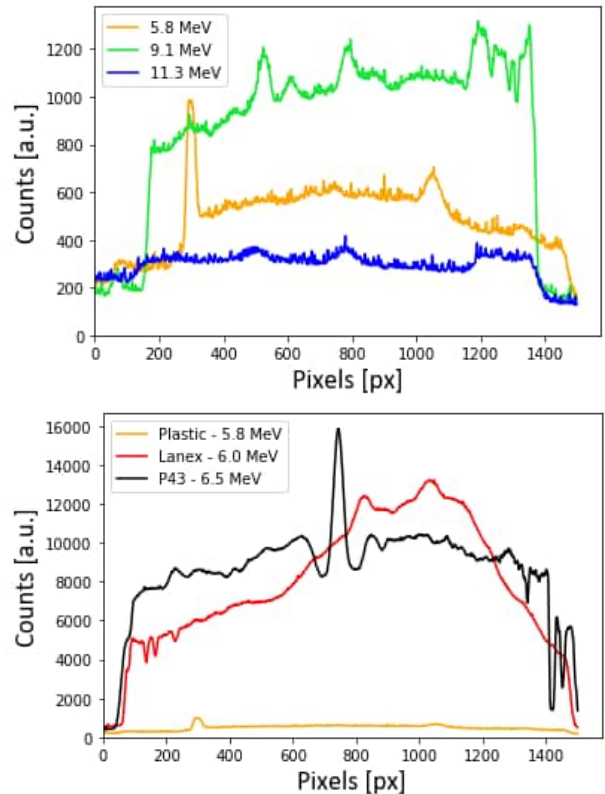 5.8 MeV
9.1 MeV
11.3 MeV
Counts [a.u.]
1200
1000
800
600
400
200
0
0 200 400 600 800 1000 1200 1400
Pixels [px]
Plastic - 5.8 MeV
Lanex - 6.0 MeV
P43 - 6.5 MeV
Counts [a.u.]
16000
14000
12000
10000
8000
6000
4000
2000
0
0 200 400 600 800 1000 1200 1400
Pixels [px]